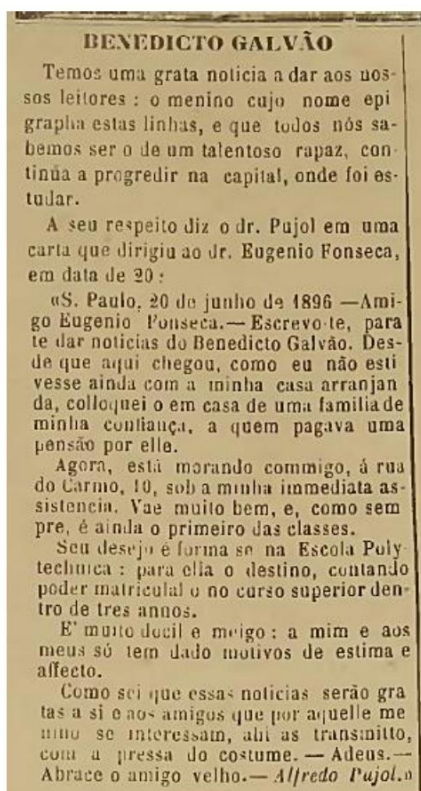 BENEDICTO GALVÃO
Temos uma grata noticia a dar aos nos-
sos leitores : o menino cujo nome epi
grapha estas linhas, e que todos nós sa-
bemos ser o de um talentoso rapaz, con-
tinúa a progredir na capital, onde foi es-
tudar.
A seu respeito diz o dr. Pujol em uma
carta que dirigiu ao dr. Eugenio Fonseca,
em data de 20 :
«S. Paulo, 20 de junho de 1896 —Ami-
go Eugenio Fonseca.— Escrevo-te, para
te dar noticias do Benedicto Galvão. Des-
de que aqui chegou, como eu não esti
vesse ainda com a minha casa arranjan
da, colloquei o em casa de uma familia de
minha confiança, a quem pagava uma
pensão por elle.
Agora, está morando commigo, á rua
do Carmo, 10, sob a minha immediata as-
sistencia. Vae muito bem, e, como sem
pre, é ainda o primeiro das classes.
Seu desejo é forma se na Escola Poly-
technica : para ella o destino, contando
poder matriculal o no curso superior den-
tro de tres annos.
E' muito docil e meigo : a mim e aos
meus só tem dado motivos de estima e
affecto.
Como sei que essas noticias serão gra
tas a si e aos amigos que por aquelle me
nino se interessam, ahi as transmitto,
com a pressa do costume. — Adeus.—
Abrace o amigo velho.— Alfredo Pujol.»